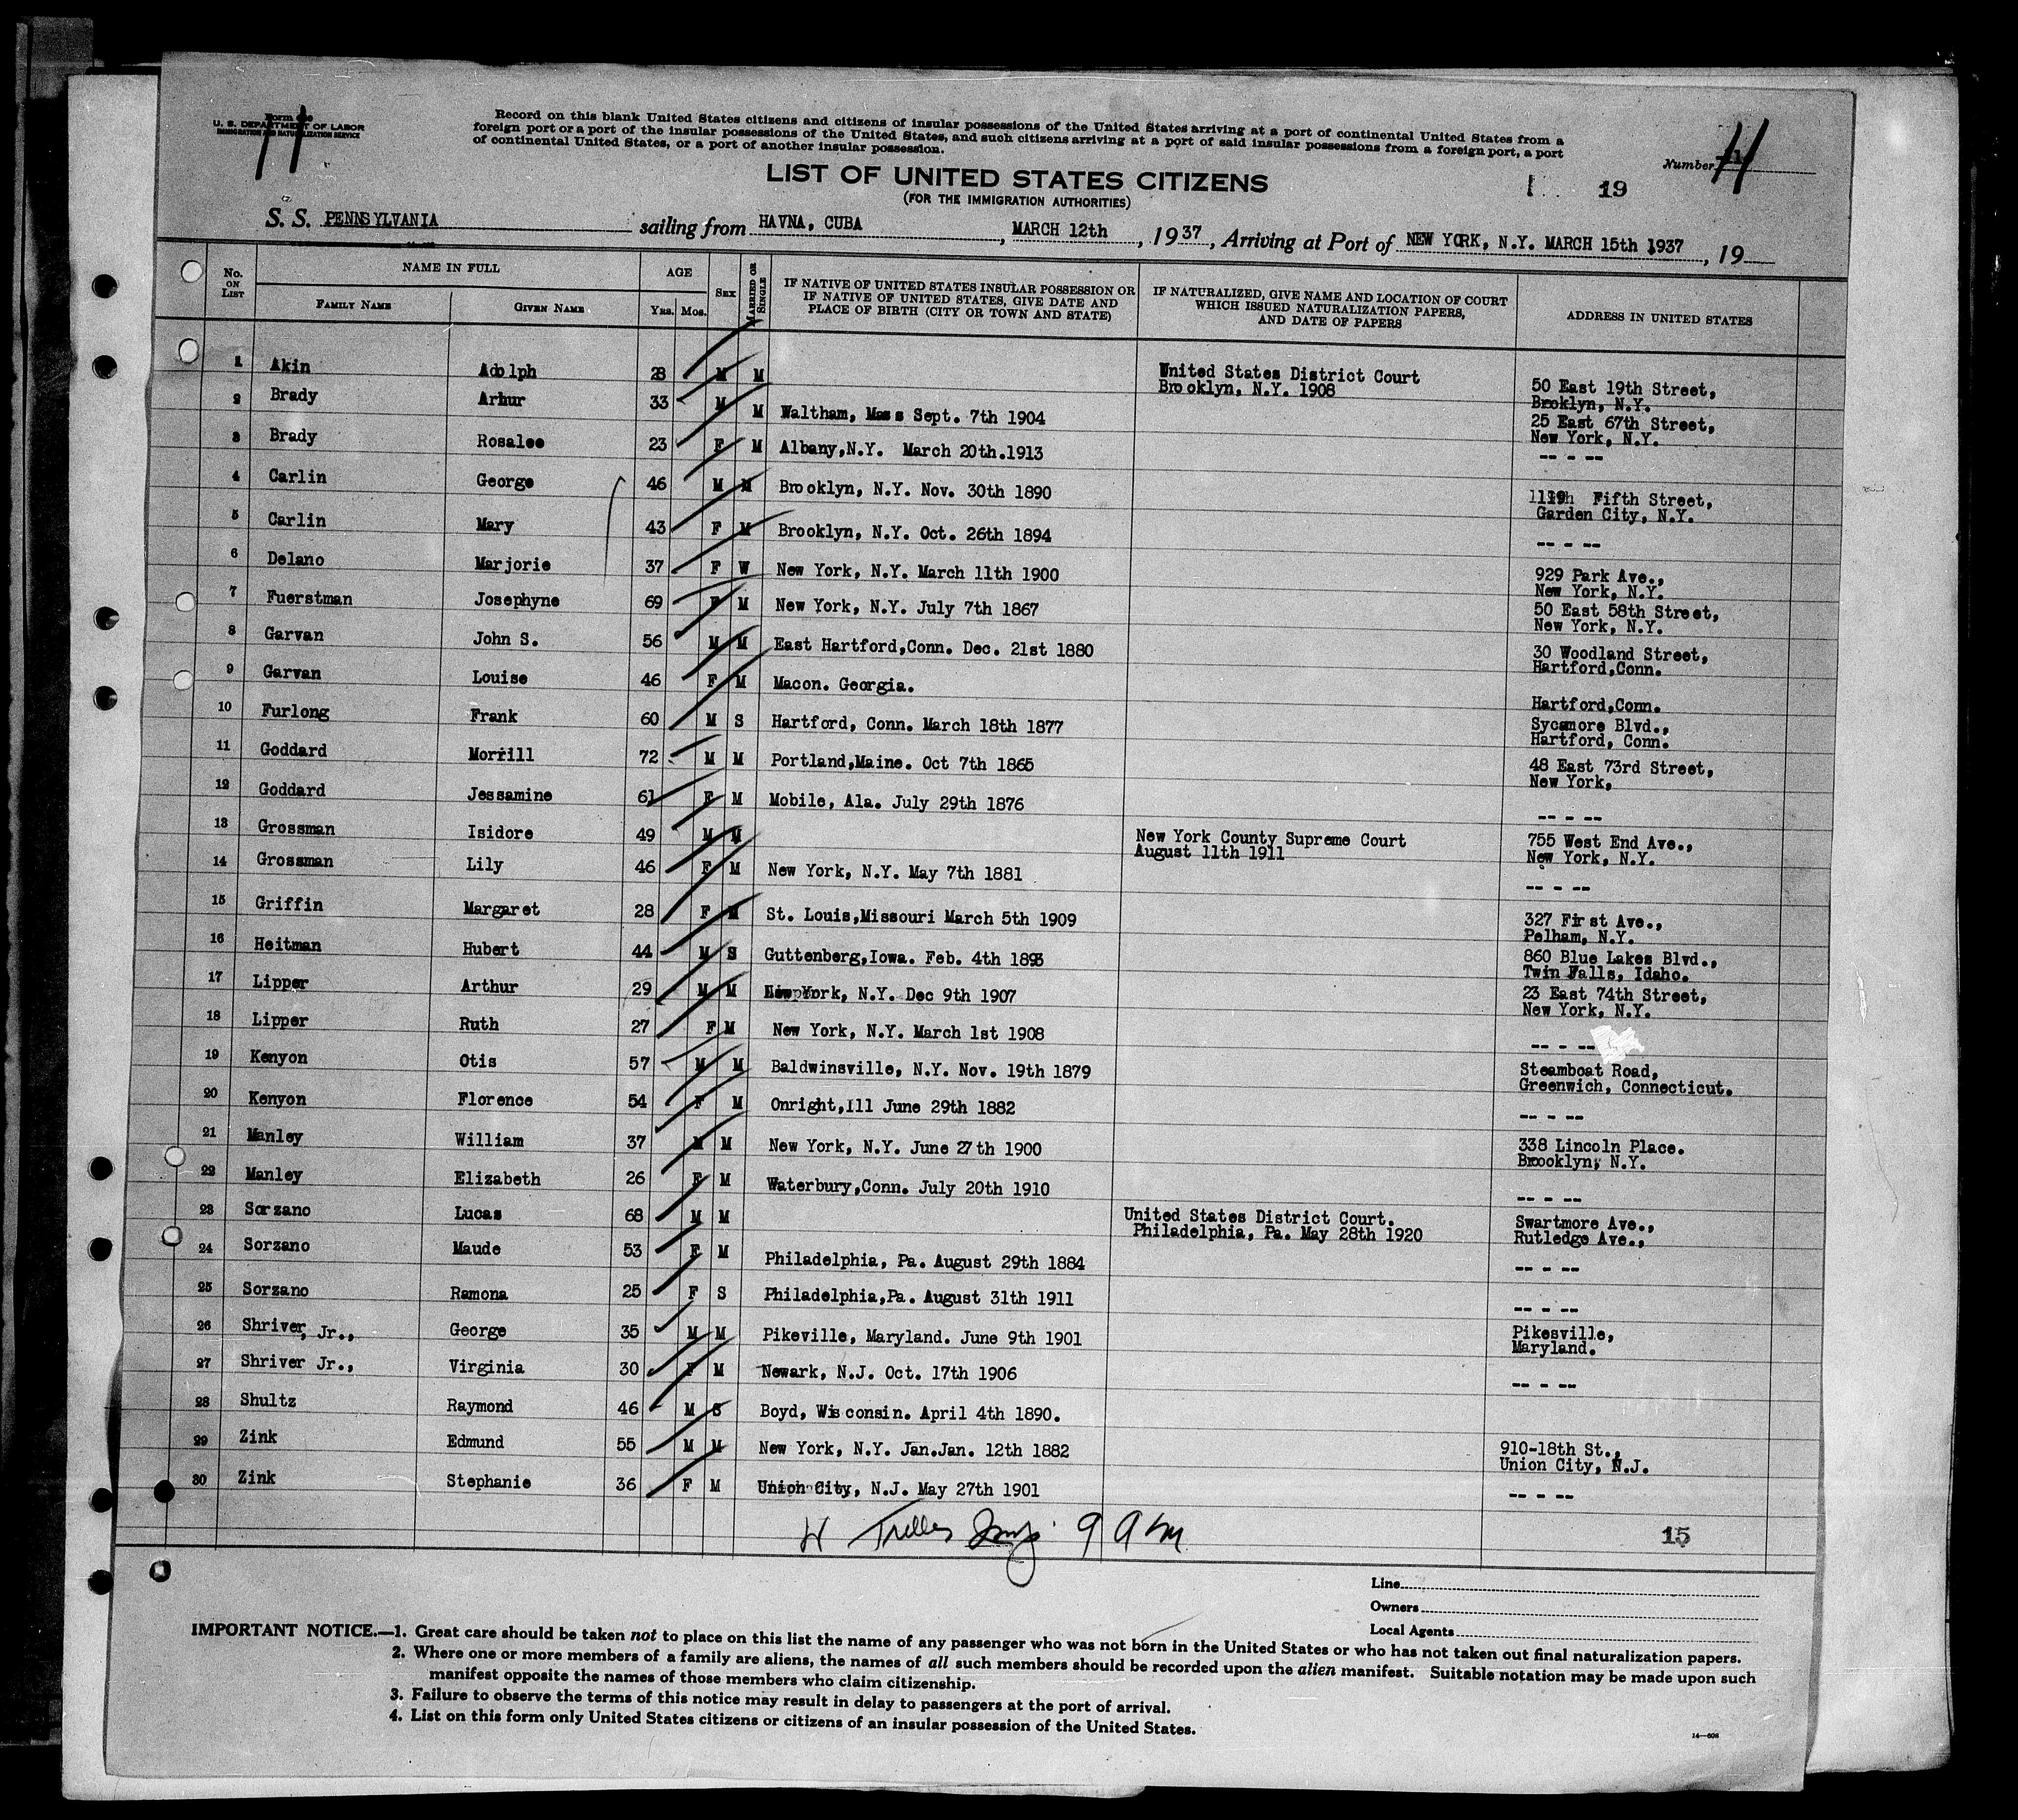 Form
U. S. DEPARTMENT OF LABOR
IMMIGRATION AND NATURALIZATION SERVICE
Record on this blank United States citizens and citizens of insular possessions of the United States arriving at a port of continental United States from a
foreign port or a port of the insular possessions of the United States, and such citizens arriving at a port of said insular possessions from a foreign port, a port
of continental United States, or a port of another insular possession.
Number
LIST OF UNITED STATES CITIZENS
(FOR THE IMMIGRATION AUTHORITIES)
19
S. S. PENNSYLVANIA sailing from HAVNA, CUBA, MARCH 12th, 1937, Arriving at Port of NEW YORK, N.Y. MARCH 15th 1937, 19
No. ON LIST NAME IN FULL FAMILY NAME GIVEN NAME AGE YRS. MOS. SEX MARRIED OR SINGLE IF NATIVE OF UNITED STATES INSULAR POSSESSION OR IF NATIVE OF UNITED STATES, GIVE DATE AND PLACE OF BIRTH (CITY OR TOWN AND STATE) IF NATURALIZED, GIVE NAME AND LOCATION OF COURT WHICH ISSUED NATURALIZATION PAPERS, AND DATE OF PAPERS ADDRESS IN UNITED STATES
1 Akin Adolph 28 M M United States District Court Brooklyn, N.Y. 1908 50 East 19th Street, Brooklyn, N.Y.
2 Brady Arhur 33 M M Waltham, Mass Sept. 7th 1904 25 East 67th Street, New York, N.Y.
3 Brady Rosalee 23 F M Albany,N.Y. March 20th.1913 -- - --
4 Carlin George 46 M M Brooklyn, N.Y. Nov. 30th 1890 Fifth Street, Garden City, N.Y.
5 Carlin Mary 43 F M Brooklyn, N.Y. Oct. 26th 1894 -- - --
6 Delano Marjorie 37 F W New York, N.Y. March 11th 1900 929 Park Ave., New York, N.Y.
7 Fuerstman Josephyne 69 F M New York, N.Y. July 7th 1867 50 East 58th Street, New York, N.Y.
8 Garvan John S. 56 M M East Hartford,Conn. Dec. 21st 1880 30 Woodland Street, Hartford,Conn.
9 Garvan Louise 46 F M Macon. Georgia. Hartford,Conn.
10 Furlong Frank 60 M S Hartford, Conn. March 18th 1877 Sycamore Blvd., Hartford, Conn.
11 Goddard Morrill 72 M M Portland,Maine. Oct 7th 1865 48 East 73rd Street, New York,
12 Goddard Jessamine 61 F M Mobile, Ala. July 29th 1876 -- - --
13 Grossman Isidore 49 M M New York County Supreme Court August 11th 1911 755 West End Ave., New York, N.Y.
14 Grossman Lily 46 F M New York, N.Y. May 7th 1881 -- - --
15 Griffin Margaret 28 F M St. Louis,Missouri March 5th 1909 327 First Ave., Pelham, N.Y.
16 Heitman Hubert 44 M S Guttenberg,Iowa. Feb. 4th 1893 860 Blue Lakes Blvd., Twin Falls, Idaho.
17 Lipper Arthur 29 M M New York, N.Y. Dec 9th 1907 23 East 74th Street, New York, N.Y.
18 Lipper Ruth 27 F M New York, N.Y. March 1st 1908 -- - --
19 Kenyon Otis 57 M M Baldwinsville, N.Y. Nov. 19th 1879 Steamboat Road, Greenwich, Connecticut.
20 Kenyon Florence 54 F M Onright,Ill June 29th 1882 -- - --
21 Manley William 37 M M New York, N.Y. June 27th 1900 338 Lincoln Place. Brooklyn, N.Y.
22 Manley Elizabeth 26 F M Waterbury,Conn. July 20th 1910 -- - --
23 Sorzano Lucas 68 M M United States District Court. Philadelphia, Pa. May 28th 1920 Swartmore Ave., Rutledge Ave.,
24 Sorzano Maude 53 F M Philadelphia, Pa. August 29th 1884 -- - --
25 Sorzano Ramona 25 F S Philadelphia,Pa. August 31th 1911 -- - --
26 Shriver, Jr., George 35 M M Pikeville, Maryland. June 9th 1901 Pikesville, Maryland.
27 Shriver Jr., Virginia 30 F M Newark, N.J. Oct. 17th 1906 -- - --
28 Shultz Raymond 46 M S Boyd, Wisconsin. April 4th 1890.
29 Zink Edmund 55 M M New York, N.Y. Jan.Jan. 12th 1882 910-18th St., Union City, N.J.
30 Zink Stephanie 36 F M Union City, N.J. May 27th 1901 -- - --
15
Line
Owners
Local Agents
IMPORTANT NOTICE.—1. Great care should be taken not to place on this list the name of any passenger who was not born in the United States or who has not taken out final naturalization papers.
2. Where one or more members of a family are aliens, the names of all such members should be recorded upon the alien manifest. Suitable notation may be made upon such
manifest opposite the names of those members who claim citizenship.
3. Failure to observe the terms of this notice may result in delay to passengers at the port of arrival.
4. List on this form only United States citizens or citizens of an insular possession of the United States.